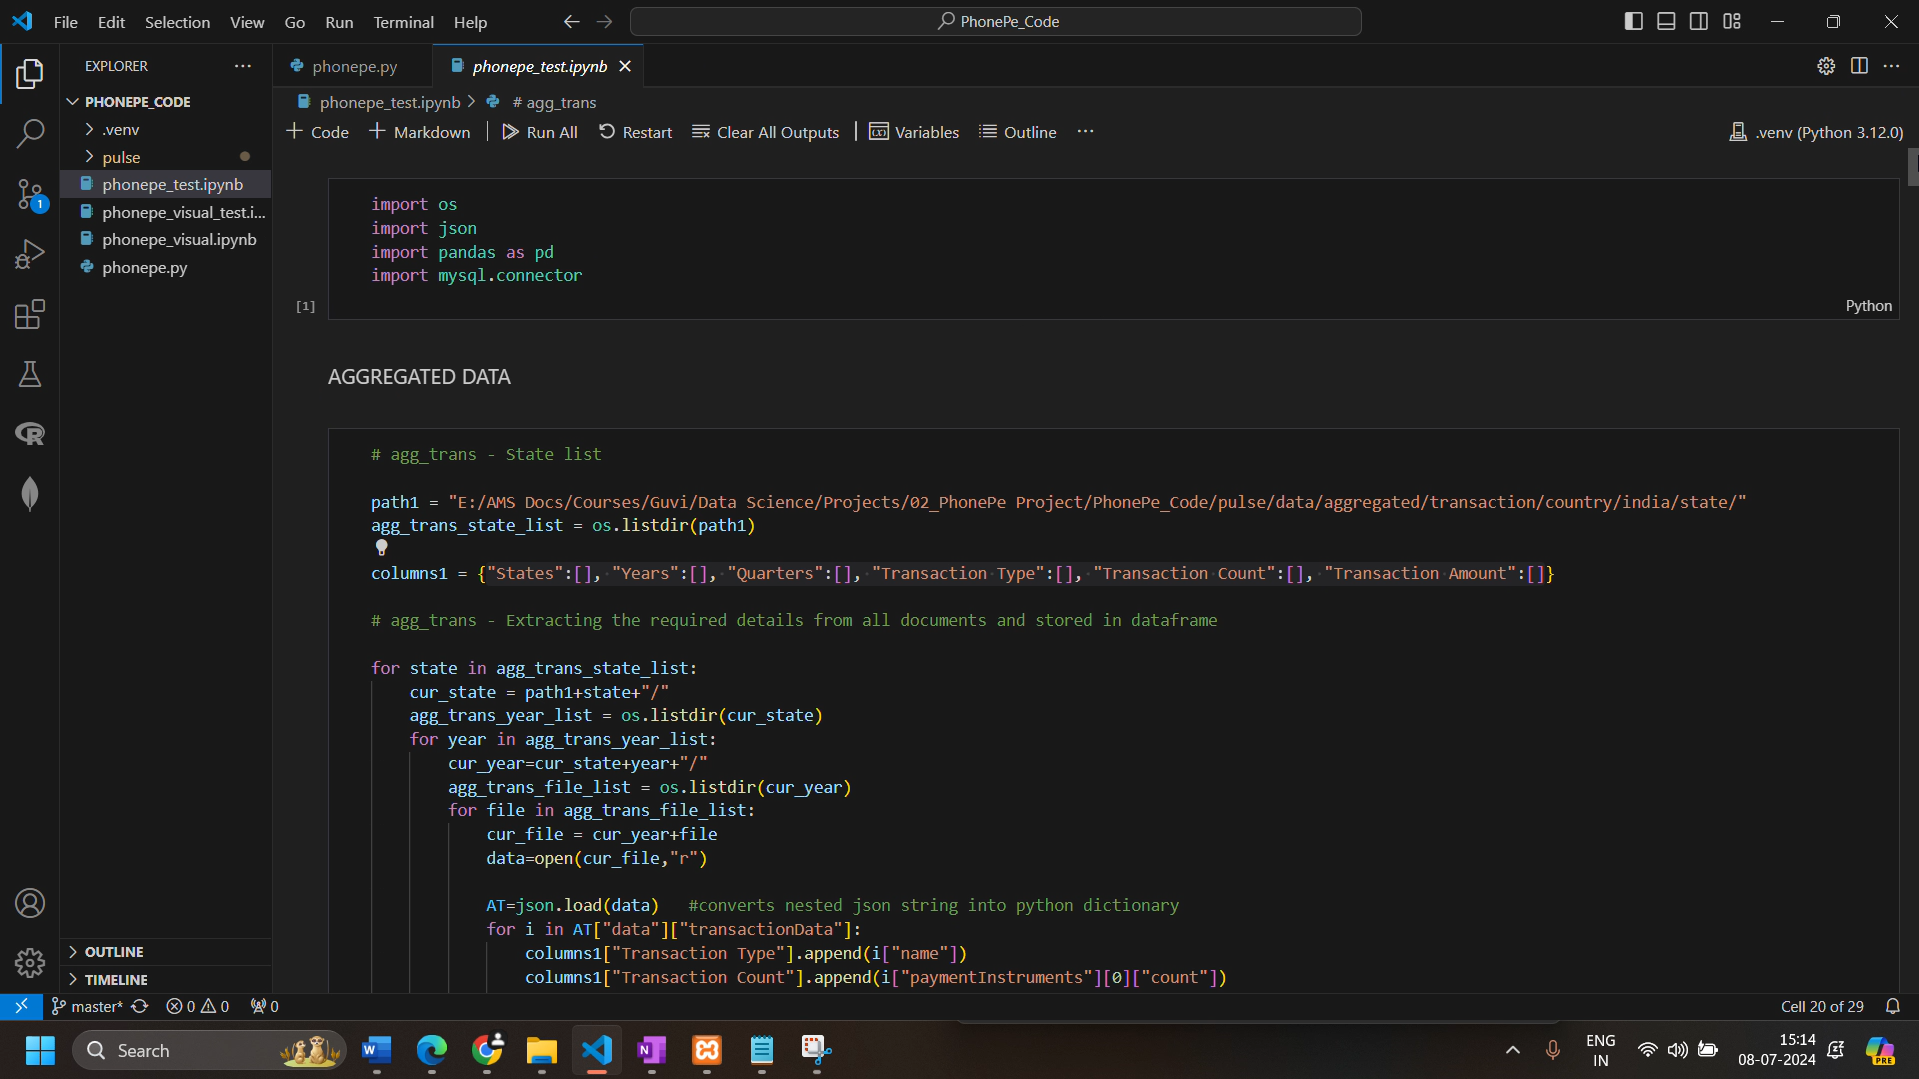 File Edit Selection View Go Run Terminal Help PhonePe_Code
EXPLORER
PHONEPE_CODE
.venv
pulse
phonepe_test.ipynb
phonepe_visual_test.i...
phonepe_visual.ipynb
phonepe.py
OUTLINE
TIMELINE
1
phonepe.py phonepe_test.ipynb
phonepe_test.ipynb > # agg_trans
+ Code + Markdown Run All Restart Clear All Outputs Variables Outline ... .venv (Python 3.12.0)
import os
import json
import pandas as pd
import mysql.connector
[1] Python
AGGREGATED DATA
# agg_trans - State list
path1 = "E:/AMS Docs/Courses/Guvi/Data Science/Projects/02_PhonePe Project/PhonePe_Code/pulse/data/aggregated/transaction/country/india/state/"
agg_trans_state_list = os.listdir(path1)
columns1 = {"States":[], "Years":[], "Quarters":[], "Transaction Type":[], "Transaction Count":[], "Transaction Amount":[]}
# agg_trans - Extracting the required details from all documents and stored in dataframe
for state in agg_trans_state_list:
    cur_state = path1+state+"/"
    agg_trans_year_list = os.listdir(cur_state)
    for year in agg_trans_year_list:
        cur_year=cur_state+year+"/"
        agg_trans_file_list = os.listdir(cur_year)
        for file in agg_trans_file_list:
            cur_file = cur_year+file
            data=open(cur_file,"r")
            AT=json.load(data)   #converts nested json string into python dictionary
            for i in AT["data"]["transactionData"]:
                columns1["Transaction Type"].append(i["name"])
                columns1["Transaction Count"].append(i["paymentInstruments"][0]["count"])
master* 0 0 0 Cell 20 of 29
Search
ENG
IN
15:14
08-07-2024
PRE